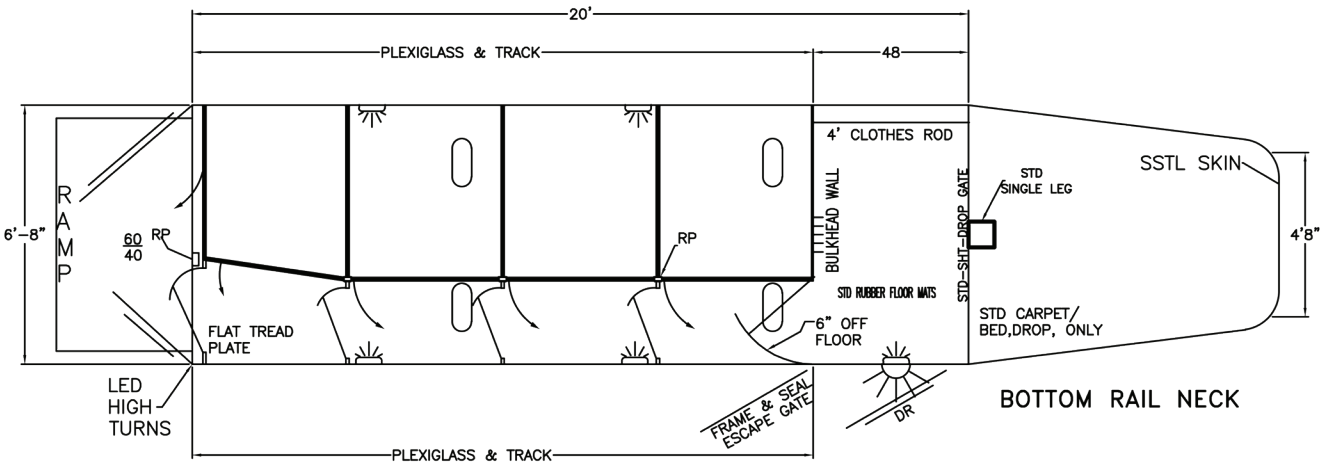 20'
PLEXIGLASS & TRACK
48
4' CLOTHES ROD
SSTL SKIN
STD
SINGLE LEG
BULKHEAD WALL
STD-SHT-DROP GATE
RAMP
6'-8"
60
40
RP
RP
4'8"
STD RUBBER FLOOR MATS
FLAT TREAD
PLATE
6" OFF
FLOOR
STD CARPET/
BED,DROP, ONLY
LED
HIGH
TURNS
FRAME & SEAL
ESCAPE GATE
DR
BOTTOM RAIL NECK
PLEXIGLASS & TRACK